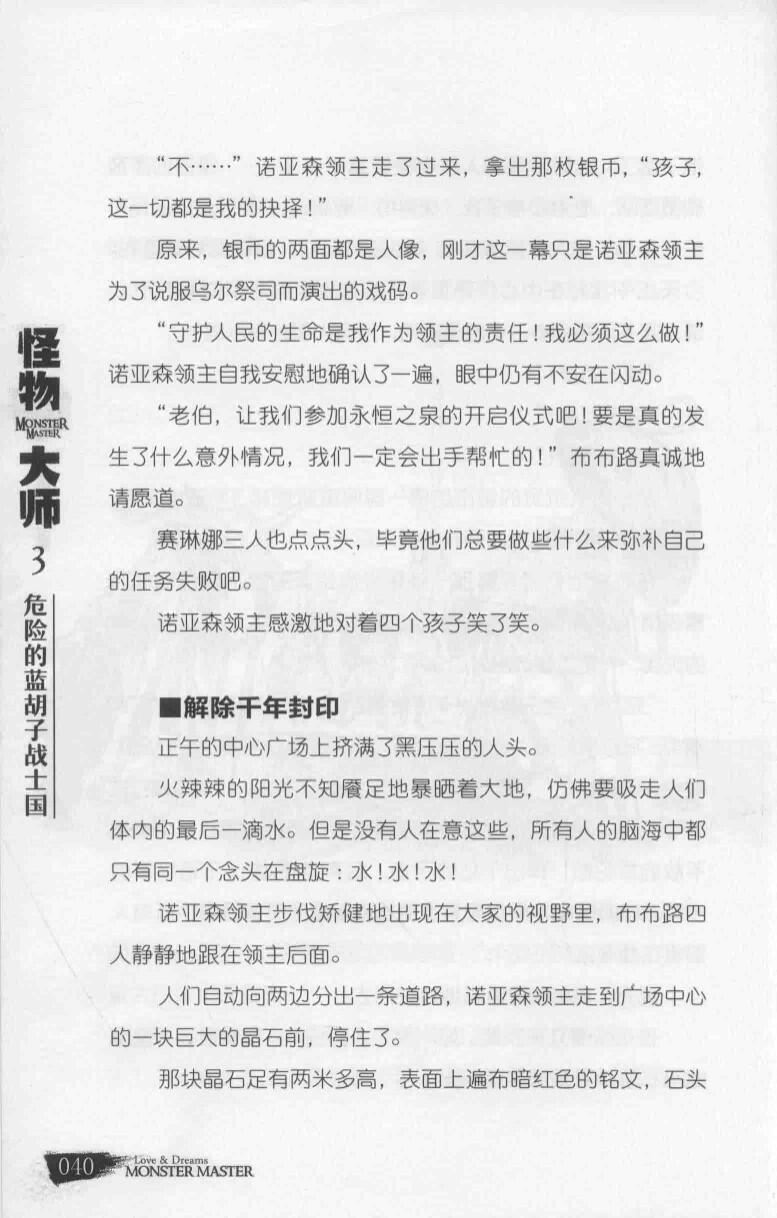 “不……”诺亚森领主走了过来，拿出那枚银币，“孩子，
这一切都是我的抉择！”
原来，银币的两面都是人像，刚才这一幕只是诺亚森领主
为了说服乌尔祭司而演出的戏码。
“守护人民的生命是我作为领主的责任！我必须这么做！”
诺亚森领主自我安慰地确认了一遍，眼中仍有不安在闪动。
“老伯，让我们参加永恒之泉的开启仪式吧！要是真的发
生了什么意外情况，我们一定会出手帮忙的！”布布路真诚地
请愿道。
赛琳娜三人也点点头，毕竟他们总要做些什么来弥补自己
的任务失败吧。
诺亚森领主感激地对着四个孩子笑了笑。
■解除千年封印
正午的中心广场上挤满了黑压压的人头。
火辣辣的阳光不知餍足地暴晒着大地，仿佛要吸走人们
体内的最后一滴水。但是没有人在意这些，所有人的脑海中都
只有同一个念头在盘旋：水！水！水！
诺亚森领主步伐矫健地出现在大家的视野里，布布路四
人静静地跟在领主后面。
人们自动向两边分出一条道路，诺亚森领主走到广场中心
的一块巨大的晶石前，停住了。
那块晶石足有两米多高，表面上遍布暗红色的铭文，石头
怪物
MONSTER
MASTER
大师
3
危险的蓝胡子战士国
040
Love & Dreams
MONSTER MASTER